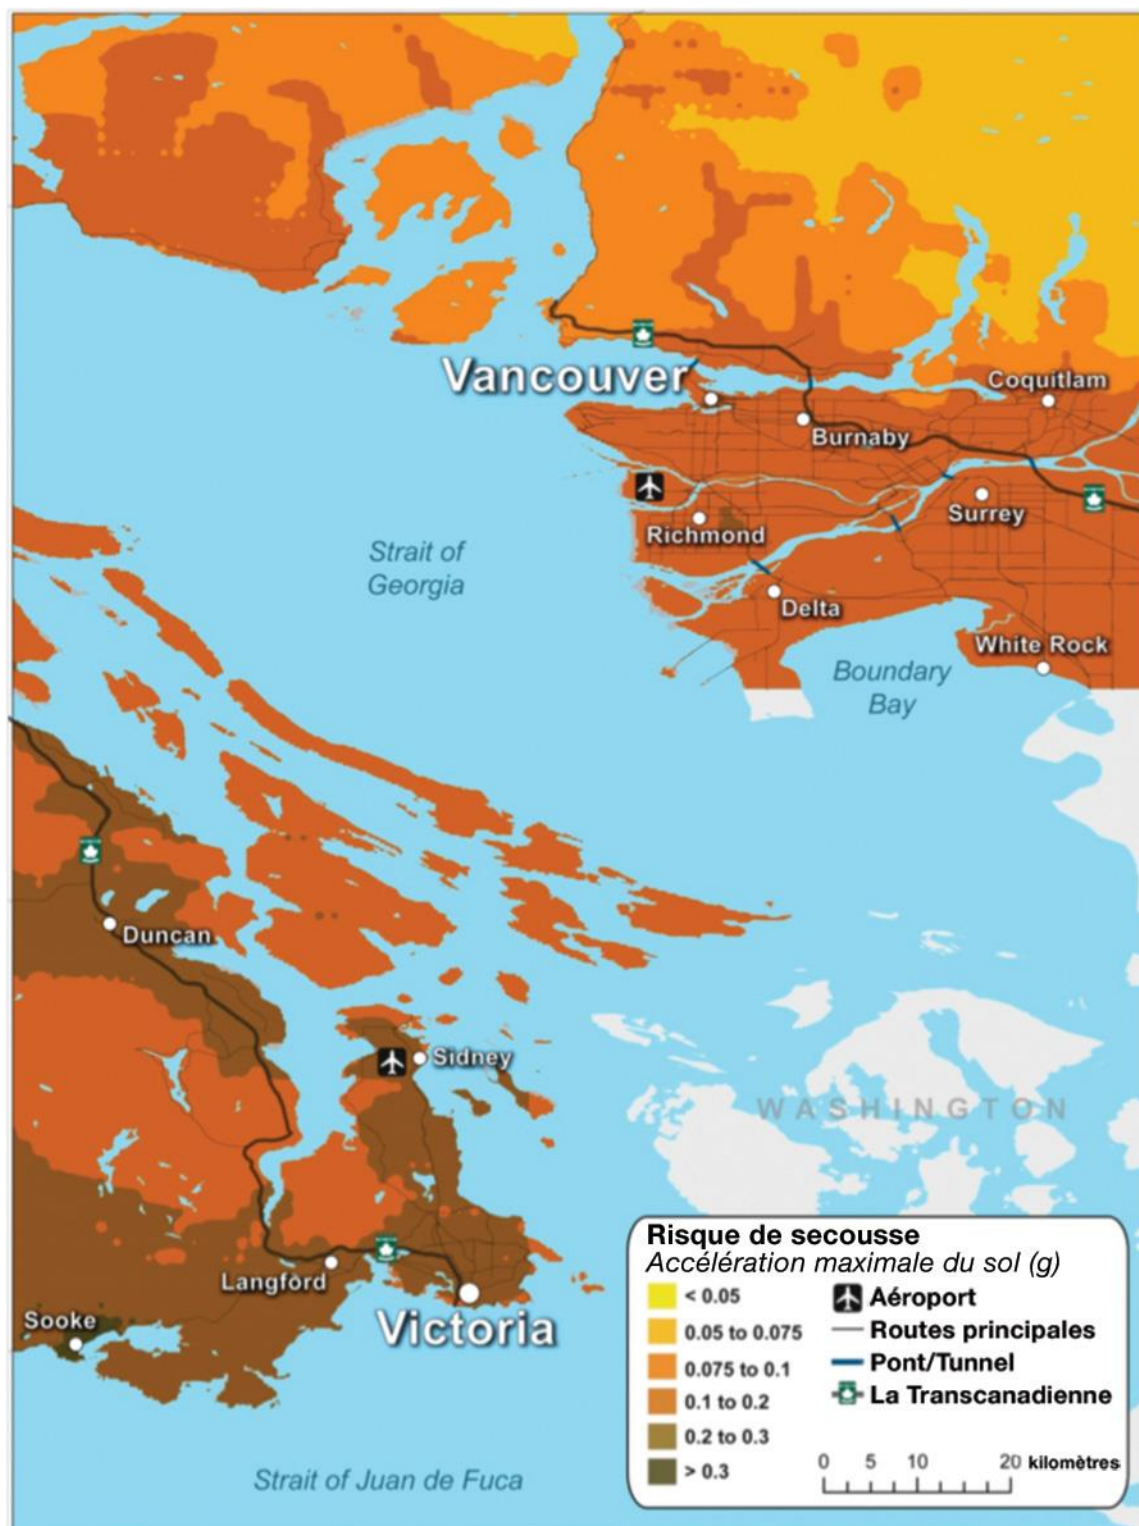 Vancouver
Coquitlam
Burnaby
Surrey
Richmond
Strait of
Georgia
Delta
White Rock
Boundary
Bay
Duncan
Sidney
WASHINGTON
Langford
Victoria
Sooke
Strait of Juan de Fuca
Risque de secousse
Accélération maximale du sol (g)
< 0.05
0.05 to 0.075
0.075 to 0.1
0.1 to 0.2
0.2 to 0.3
> 0.3
Aéroport
Routes principales
Pont/Tunnel
La Transcanadienne
0 5 10 20 kilomètres